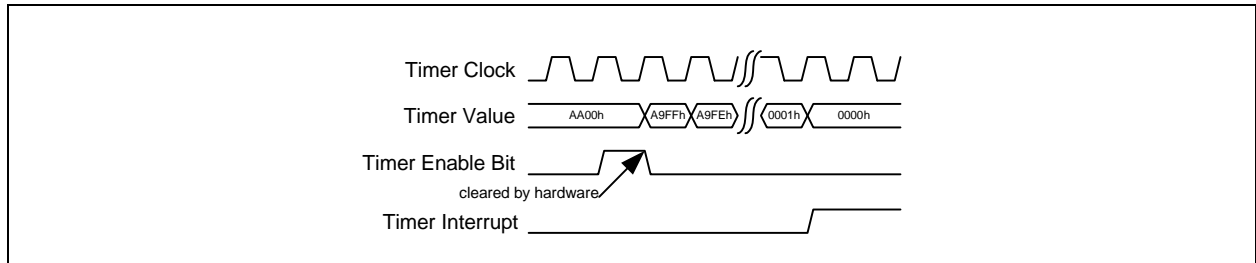 Timer Clock
Timer Value AA00h A9FFh A9FEh 0001h 0000h
Timer Enable Bit
cleared by hardware
Timer Interrupt